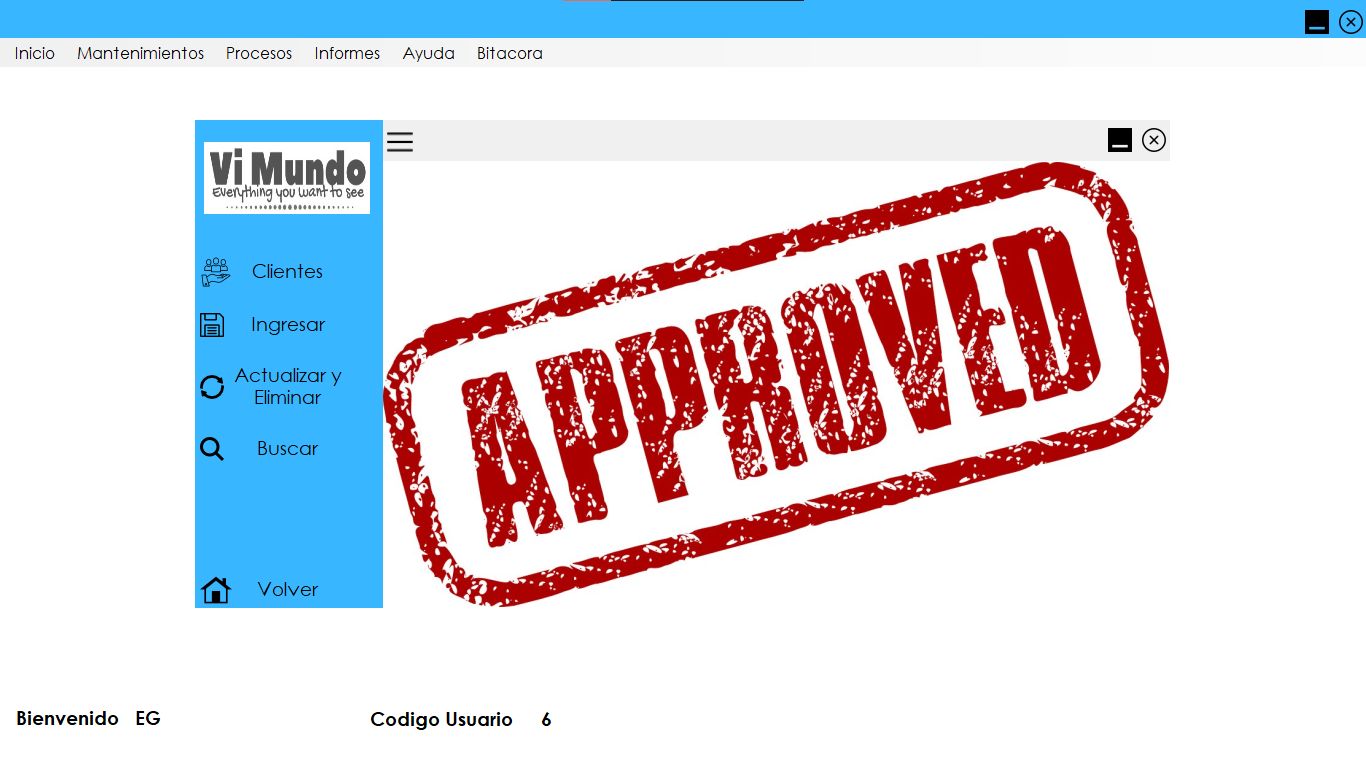 Inicio
Mantenimientos
Procesos
Informes
Ayuda
Bitacora
Vi Mundo
Everything you want to see
Clientes
Ingresar
Actualizar y
Eliminar
Buscar
Volver
APPROVED
Bienvenido EG
Codigo Usuario 6